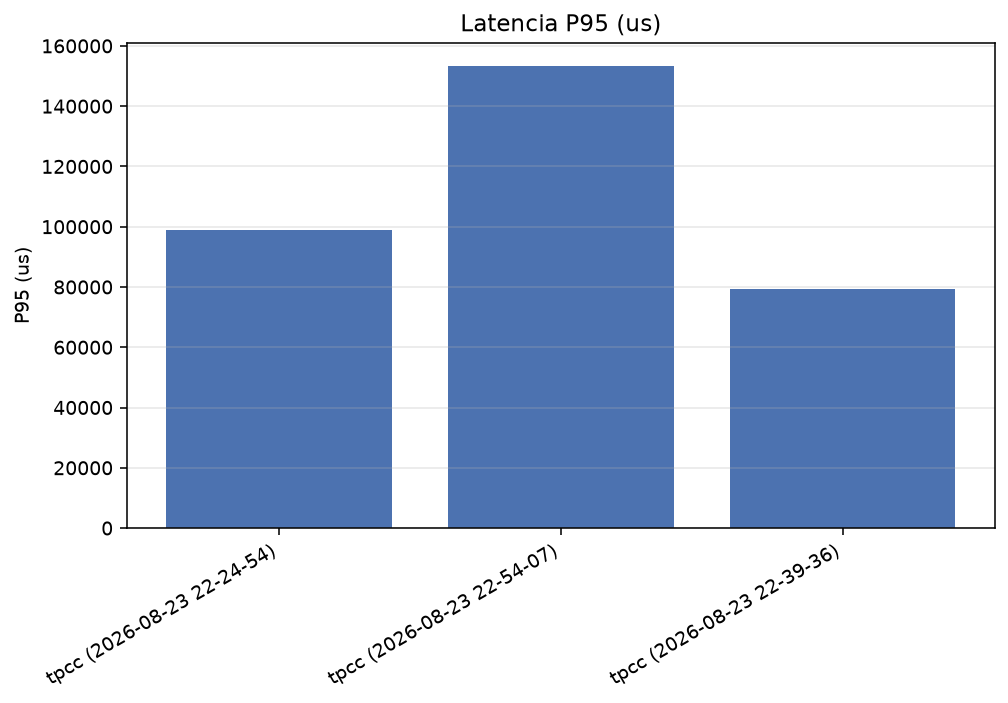 Latencia P95 (us)
P95 (us)
160000
140000
120000
100000
80000
60000
40000
20000
0
tpcc (2026-08-23 22-24-54)
tpcc (2026-08-23 22-54-07)
tpcc (2026-08-23 22-39-36)